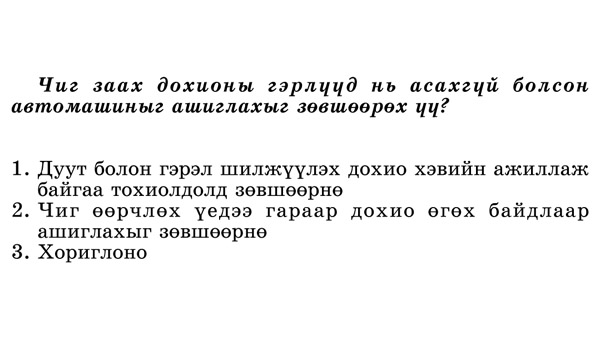 Чиг заах дохионы гэрлүүд нь асахгүй болсон
автомашиныг ашиглахыг зөвшөөрөх үү?
1. Дуут болон гэрэл шилжүүлэх дохио хэвийн ажиллаж
байгаа тохиолдолд зөвшөөрнө
2. Чиг өөрчлөх үедээ гараар дохио өгөх байдлаар
ашиглахыг зөвшөөрнө
3. Хориглоно